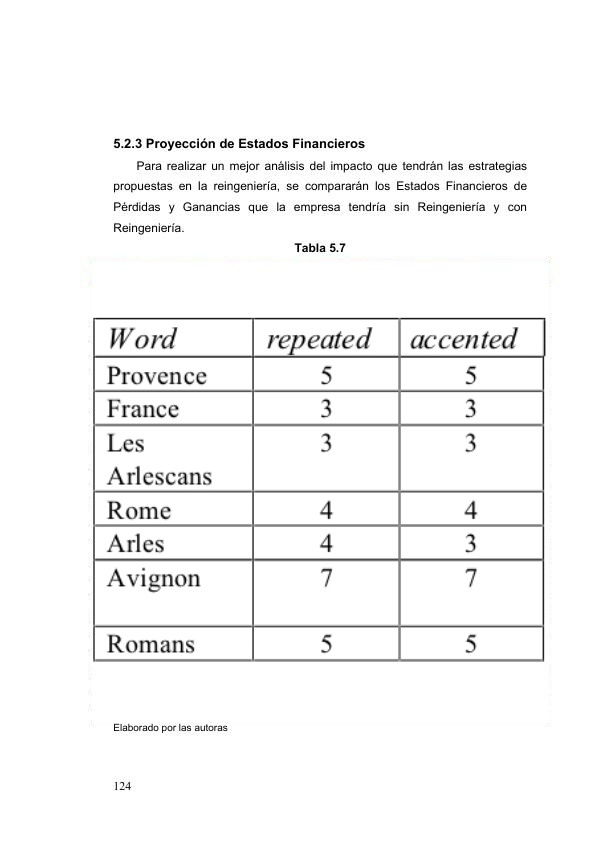 5.2.3 Proyección de Estados Financieros
Para realizar un mejor análisis del impacto que tendrán las estrategias
propuestas en la reingeniería, se compararán los Estados Financieros de
Pérdidas y Ganancias que la empresa tendría sin Reingeniería y con
Reingeniería.
Tabla 5.7
Word repeated accented
Provence 5 5
France 3 3
Les 3 3
Arlescans
Rome 4 4
Arles 4 3
Avignon 7 7
Romans 5 5
Elaborado por las autoras
124